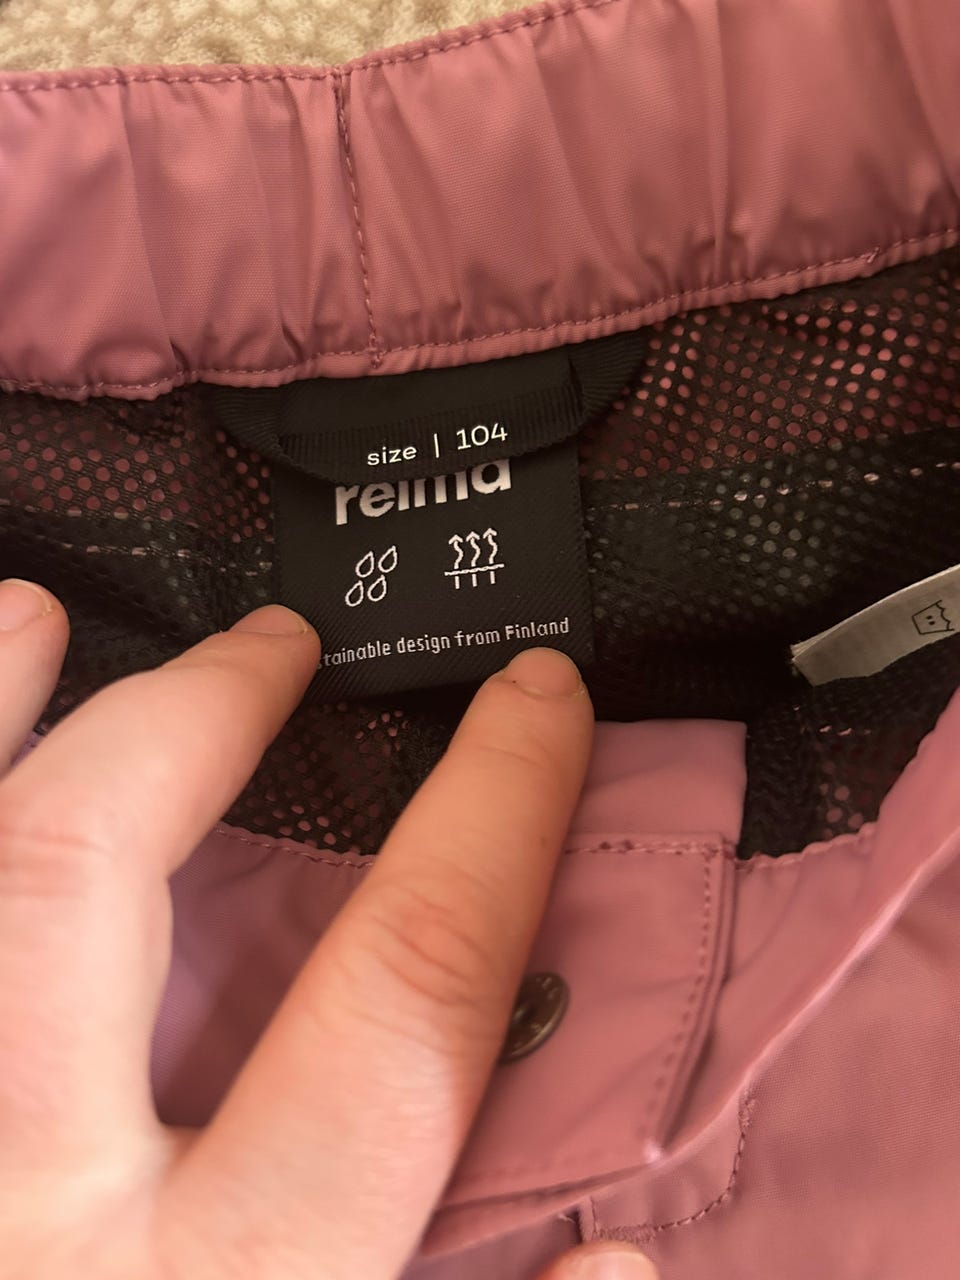 size | 104
reima
stainable design from Finland